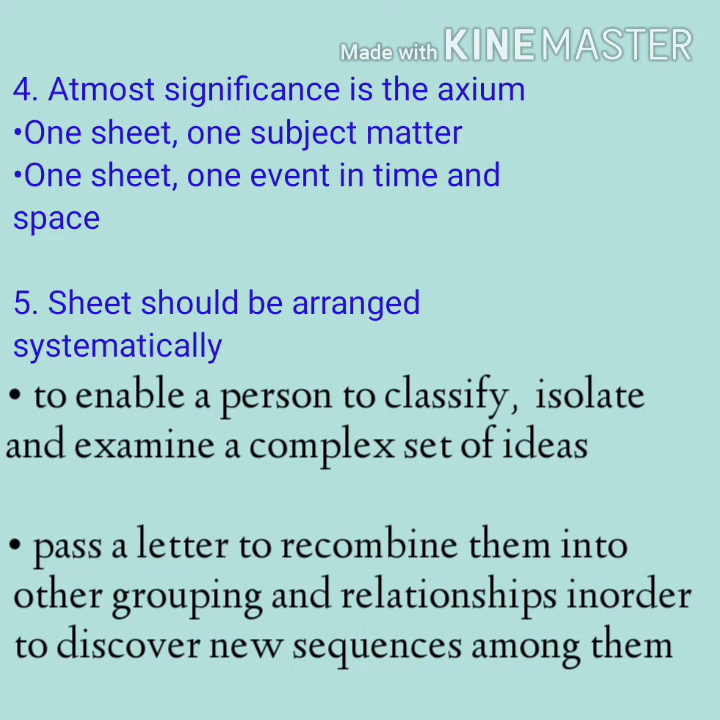 Made with KINEMASTER
4. Atmost significance is the axium
•One sheet, one subject matter
•One sheet, one event in time and
space
5. Sheet should be arranged
systematically
• to enable a person to classify, isolate
and examine a complex set of ideas
• pass a letter to recombine them into
other grouping and relationships inorder
to discover new sequences among them